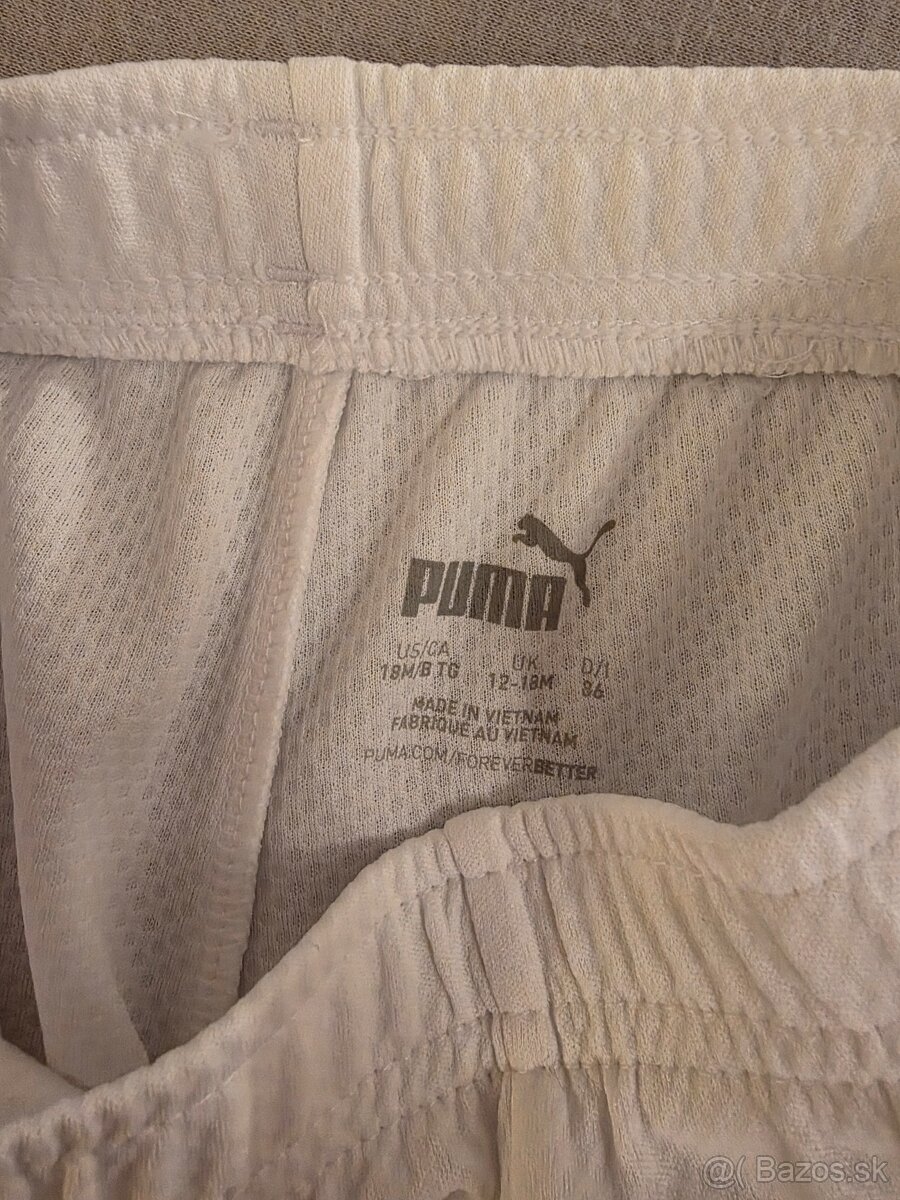 PUMA
US/CA UK D/I
18M/B TG 12-18M 86
MADE IN VIETNAM
FABRIQUÉ AU VIETNAM
PUMA.COM/FOREVERBETTER
@( Bazos.sk